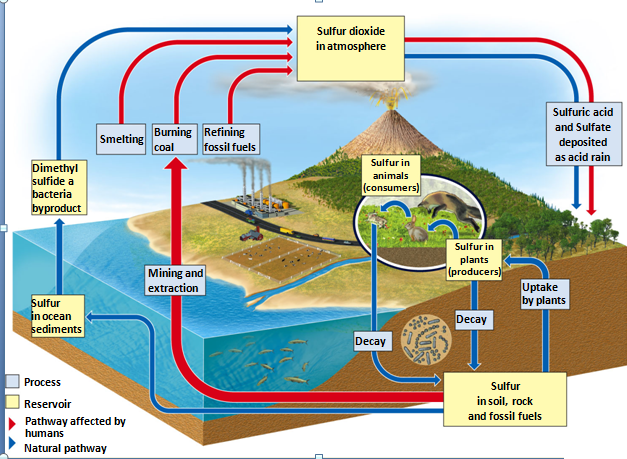 Sulfur dioxide
in atmosphere
Smelting
Burning
coal
Refining
fossil fuels
Sulfuric acid
and Sulfate
deposited
as acid rain
Dimethyl
sulfide a
bacteria
byproduct
Sulfur in
animals
(consumers)
Sulfur in
plants
(producers)
Mining and
extraction
Uptake
by plants
Sulfur
in ocean
sediments
Decay
Decay
Sulfur
in soil, rock
and fossil fuels
Process
Reservoir
Pathway affected by
humans
Natural pathway